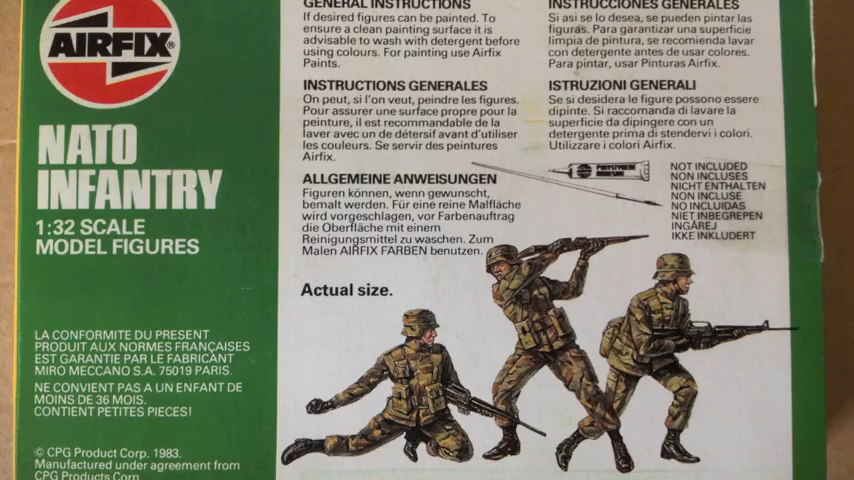 AIRFIX®
NATO
INFANTRY
1:32 SCALE
MODEL FIGURES
LA CONFORMITE DU PRESENT
PRODUIT AUX NORMES FRANÇAISES
EST GARANTIE PAR LE FABRICANT
MIRO MECCANO S.A. 75019 PARIS.
NE CONVIENT PAS A UN ENFANT DE
MOINS DE 36 MOIS.
CONTIENT PETITES PIECES!
© CPG Product Corp. 1983.
Manufactured under agreement from
CPG Products Corp
GENERAL INSTRUCTIONS
If desired figures can be painted. To
ensure a clean painting surface it is
advisable to wash with detergent before
using colours. For painting use Airfix
Paints.
INSTRUCTIONS GENERALES
On peut, si l'on veut, peindre les figures.
Pour assurer une surface propre pour la
peinture, il est recommandable de la
laver avec un de détersif avant d'utiliser
les couleurs. Se servir des peintures
Airfix.
ALLGEMEINE ANWEISUNGEN
Figuren können, wenn gewunscht,
bemalt werden. Für eine reine Malfläche
wird vorgeschlagen, vor Farbenauftrag
die Oberfläche mit einem
Reinigungsmittel zu waschen. Zum
Malen AIRFIX FARBEN benutzen.
INSTRUCCIONES GENERALES
Si asi se lo desea, se pueden pintar las
figuras. Para garantizar una superficie
limpia de pintura, se recomienda lavar
con detergente antes de usar colores.
Para pintar, usar Pinturas Airfix.
ISTRUZIONI GENERALI
Se si desidera le figure possono essere
dipinte. Si raccomanda di lavare la
superficie da dipingere con un
detergente prima di stendervi i colori.
Utilizzare i colori Airfix.
POLYSTYRENE
ADHESIVE
NOT INCLUDED
NON INCLUSES
NICHT ENTHALTEN
NON INCLUSE
NO INCLUIDAS
NIET INBEGREPEN
INGÅREJ
IKKE INKLUDERT
Actual size.